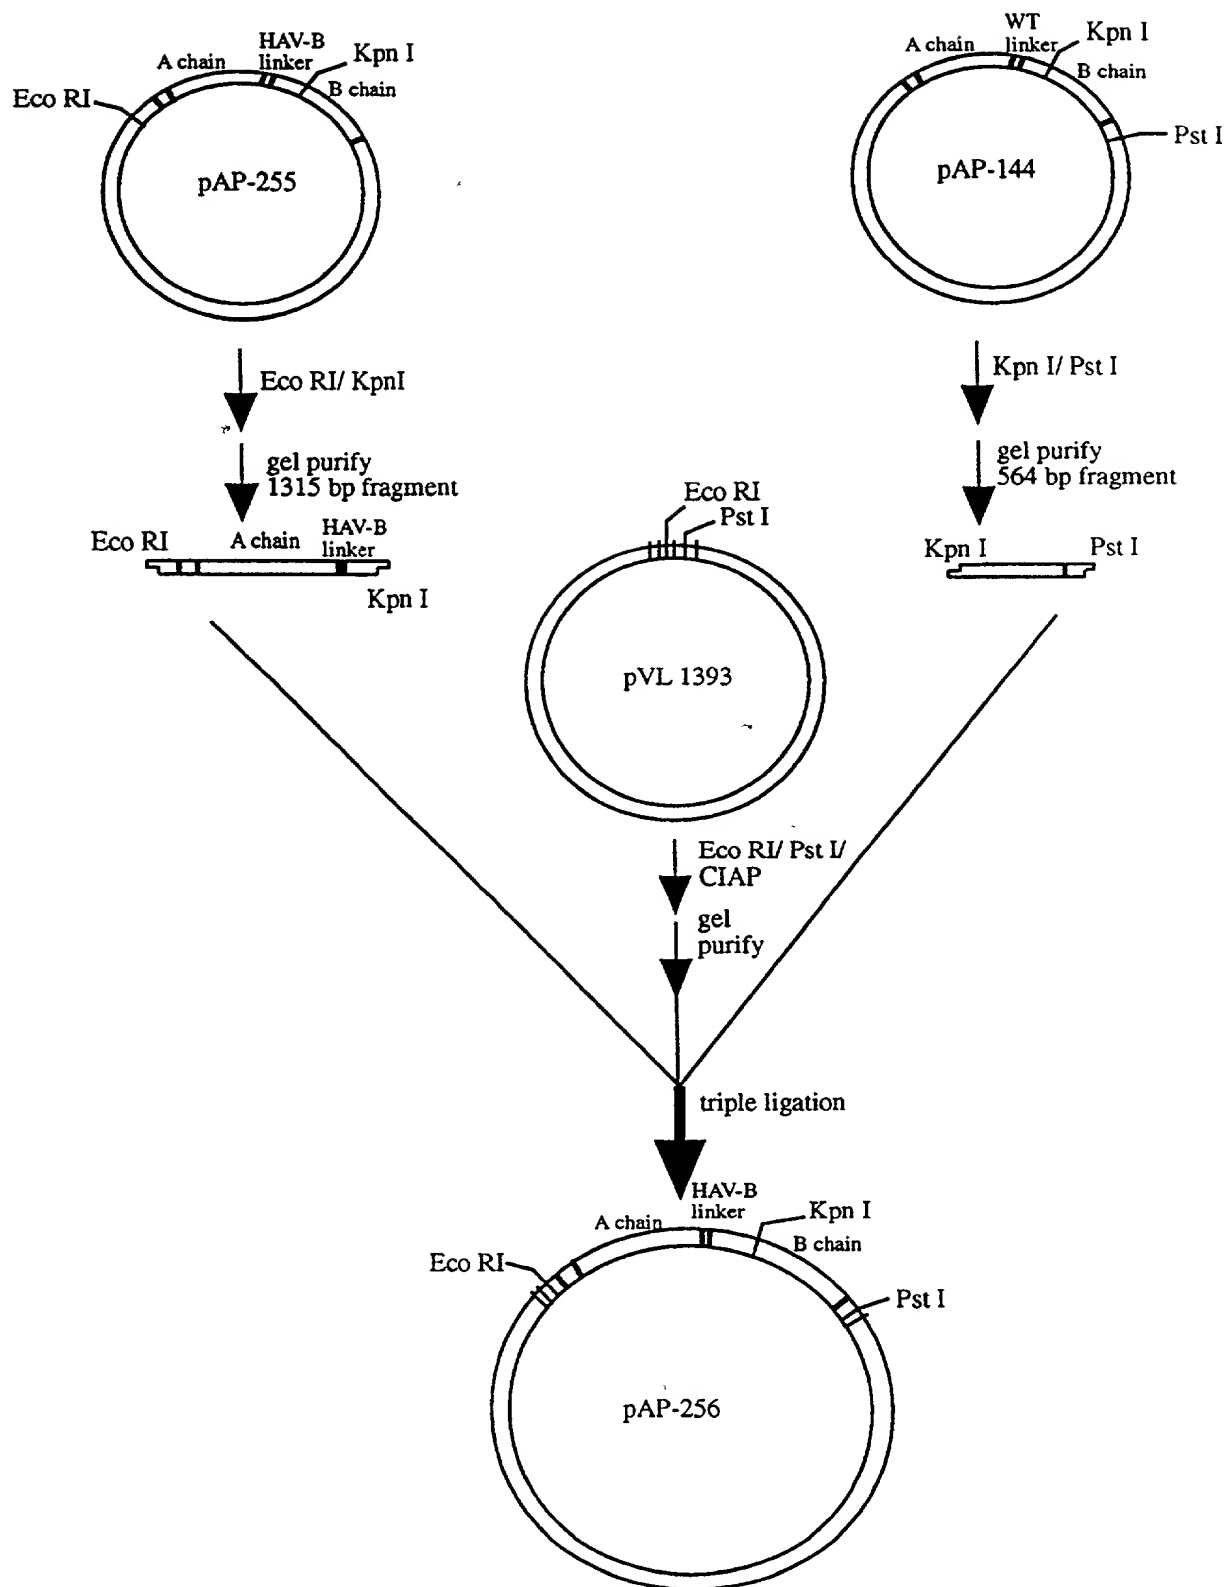 A chain
HAV-B
linker
Kpn I
B chain
Eco RI
pAP-255
A chain
WT
linker
Kpn I
B chain
Pst I
pAP-144
Eco RI/ KpnI
gel purify
1315 bp fragment
Kpn I/ Pst I
gel purify
564 bp fragment
Eco RI
A chain
HAV-B
linker
Kpn I
Eco RI
Pst I
pVL 1393
Kpn I
Pst I
Eco RI/ Pst I/
CIAP
gel
purify
triple ligation
A chain
HAV-B
linker
Kpn I
B chain
Eco RI
Pst I
pAP-256